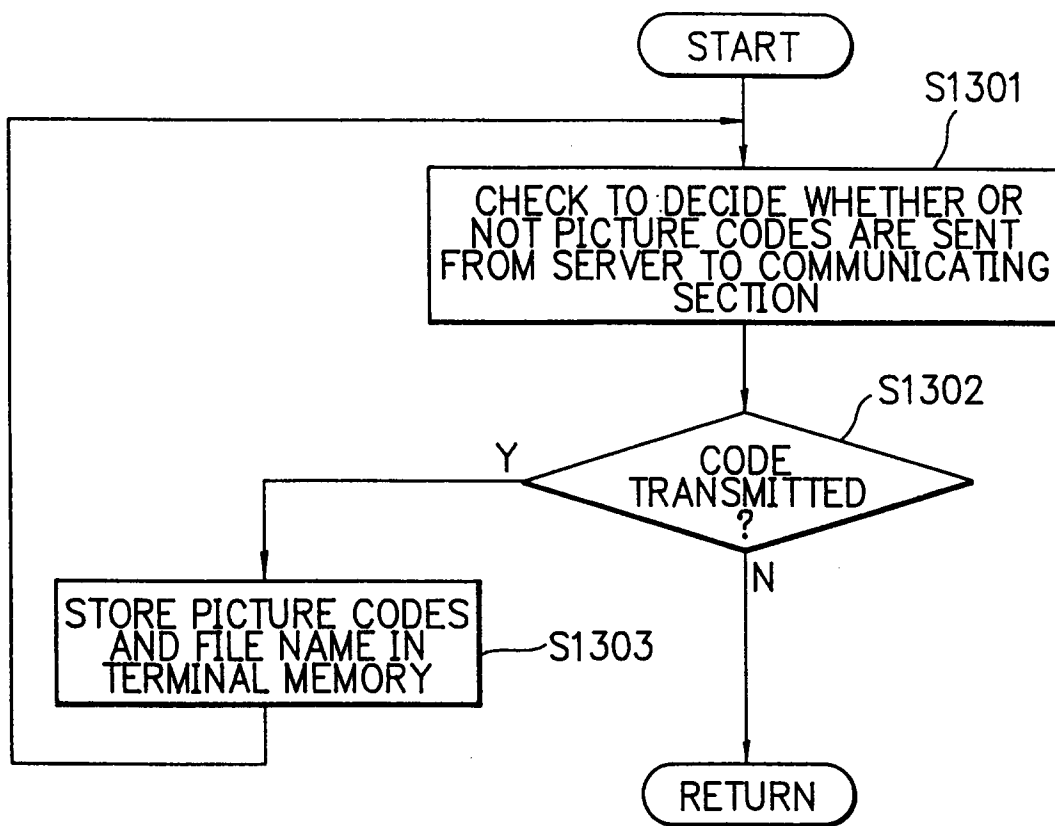 START
S1301
CHECK TO DECIDE WHETHER OR
NOT PICTURE CODES ARE SENT
FROM SERVER TO COMMUNICATING
SECTION
S1302
Y
CODE
TRANSMITTED
?
N
STORE PICTURE CODES
AND FILE NAME IN
TERMINAL MEMORY
S1303
RETURN